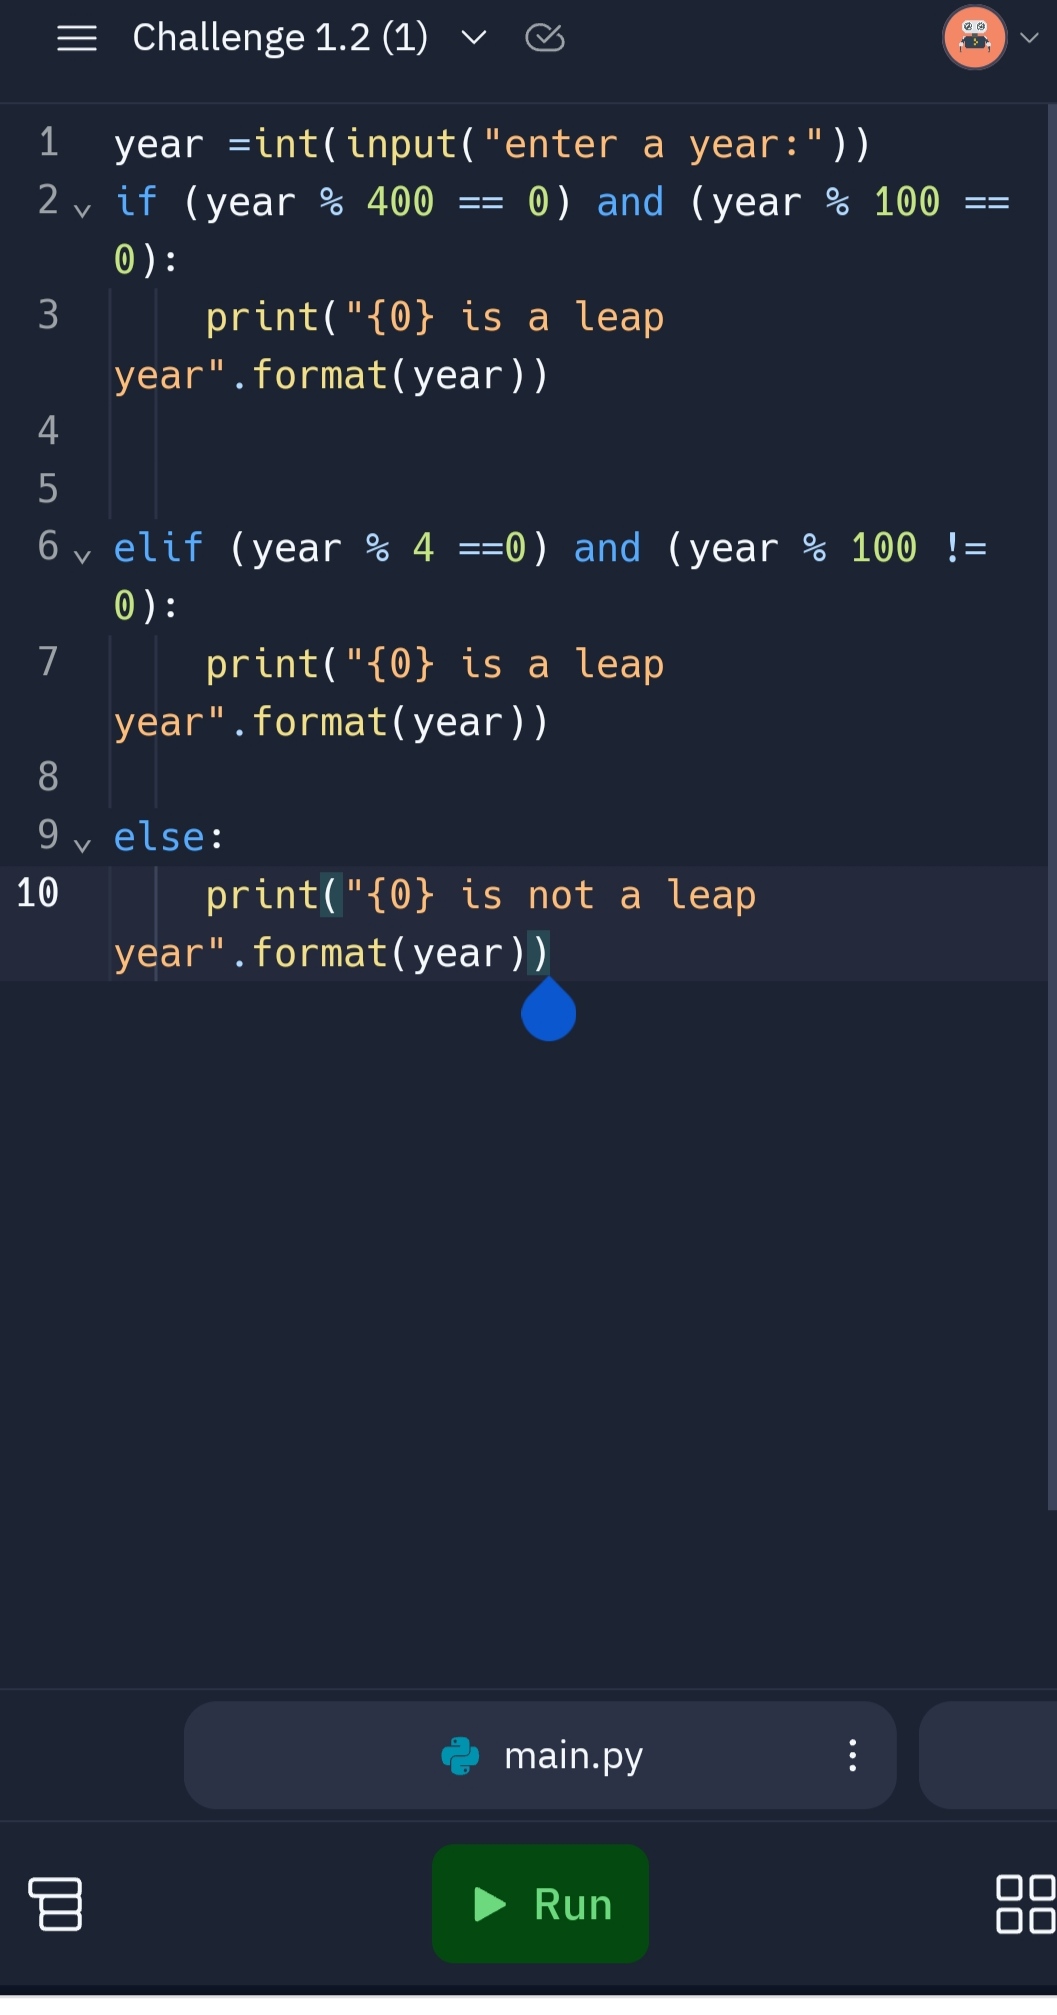 Challenge 1.2 (1)
1 year =int(input("enter a year:"))
2 if (year % 400 == 0) and (year % 100 ==
0):
3 print("{0} is a leap
year".format(year))
4
5
6 elif (year % 4 ==0) and (year % 100 !=
0):
7 print("{0} is a leap
year".format(year))
8
9 else:
10 print("{0} is not a leap
year".format(year))
main.py
Run